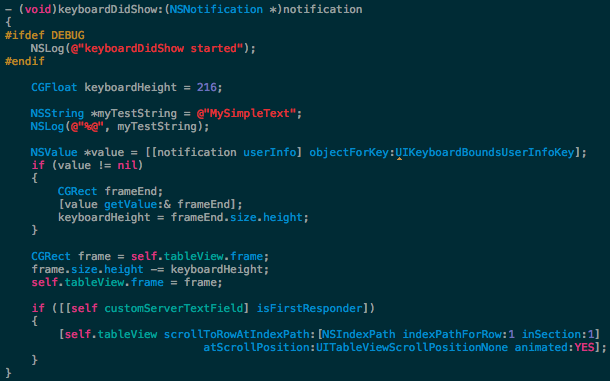 - (void)keyboardDidShow:(NSNotification *)notification
{
#ifdef DEBUG
    NSLog(@"keyboardDidShow started");
#endif

    CGFloat keyboardHeight = 216;

    NSString *myTestString = @"MySimpleText";
    NSLog(@"%@", myTestString);

    NSValue *value = [[notification userInfo] objectForKey:UIKeyboardBoundsUserInfoKey];
    if (value != nil)
    {
        CGRect frameEnd;
        [value getValue:& frameEnd];
        keyboardHeight = frameEnd.size.height;
    }

    CGRect frame = self.tableView.frame;
    frame.size.height -= keyboardHeight;
    self.tableView.frame = frame;

    if ([[self customServerTextField] isFirstResponder])
    {
        [self.tableView scrollToRowAtIndexPath:[NSIndexPath indexPathForRow:1 inSection:1]
                              atScrollPosition:UITableViewScrollPositionNone animated:YES];
    }
}